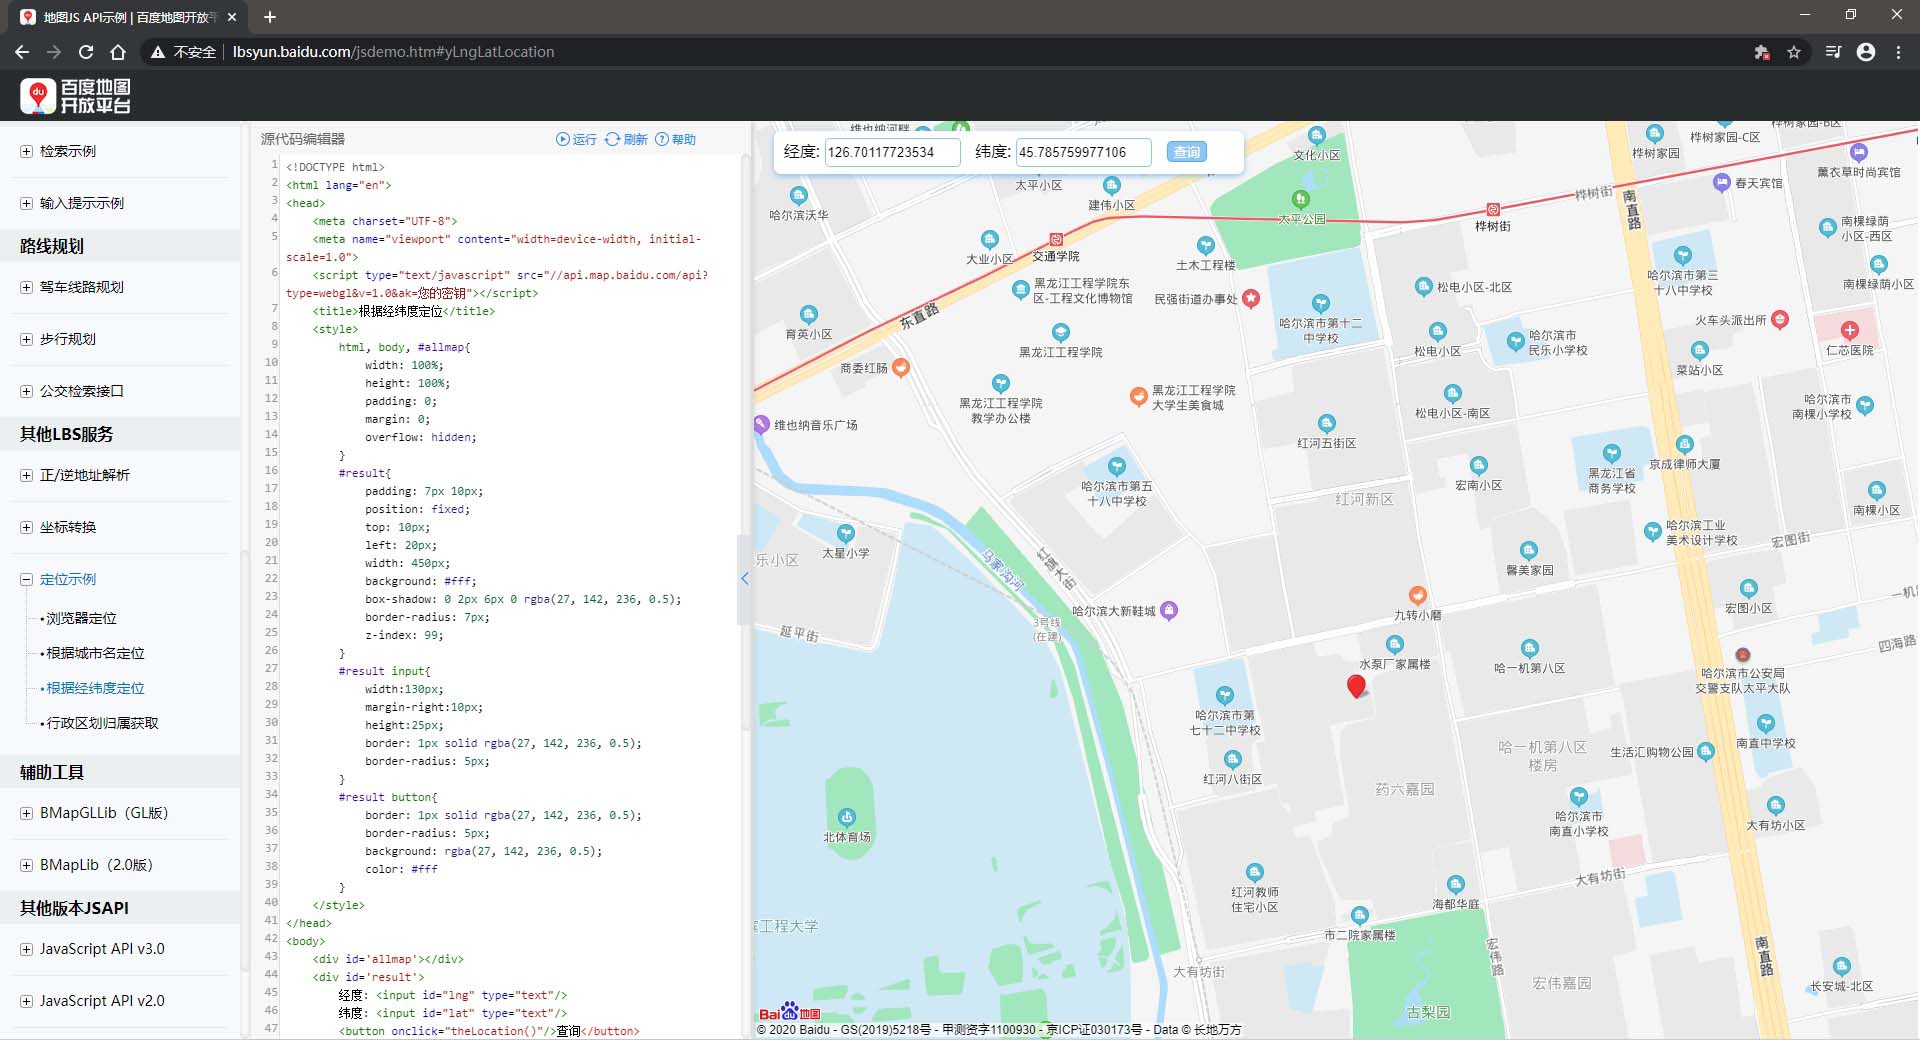 地图JS API示例 | 百度地图开放平
不安全
lbsyun.baidu.com/jsdemo.htm#yLngLatLocation
du
百度地图
开放平台
检索示例
输入提示示例
路线规划
驾车线路规划
步行规划
公交检索接口
其他LBS服务
正/逆地址解析
坐标转换
定位示例
•浏览器定位
•根据城市名定位
•根据经纬度定位
•行政区划归属获取
辅助工具
BMapGLLib（GL版）
BMapLib（2.0版）
其他版本JSAPI
JavaScript API v3.0
JavaScript API v2.0
源代码编辑器
运行 刷新 帮助
1 <!DOCTYPE html>
2 <html lang="en">
3 <head>
4 <meta charset="UTF-8">
5 <meta name="viewport" content="width=device-width, initial-
scale=1.0">
6 <script type="text/javascript" src="//api.map.baidu.com/api?
type=webgl&v=1.0&ak=您的密钥"></script>
7 <title>根据经纬度定位</title>
8 <style>
9 html, body, #allmap{
10 width: 100%;
11 height: 100%;
12 padding: 0;
13 margin: 0;
14 overflow: hidden;
15 }
16 #result{
17 padding: 7px 10px;
18 position: fixed;
19 top: 10px;
20 left: 20px;
21 width: 450px;
22 background: #fff;
23 box-shadow: 0 2px 6px 0 rgba(27, 142, 236, 0.5);
24 border-radius: 7px;
25 z-index: 99;
26 }
27 #result input{
28 width:130px;
29 margin-right:10px;
30 height:25px;
31 border: 1px solid rgba(27, 142, 236, 0.5);
32 border-radius: 5px;
33 }
34 #result button{
35 border: 1px solid rgba(27, 142, 236, 0.5);
36 border-radius: 5px;
37 background: rgba(27, 142, 236, 0.5);
38 color: #fff
39 }
40 </style>
41 </head>
42 <body>
43 <div id='allmap'></div>
44 <div id='result'>
45 经度: <input id="lng" type="text"/>
46 纬度: <input id="lat" type="text"/>
47 <button onclick="theLocation()"/>查询</button>
经度: 126.70117723534 纬度: 45.785759977106 查询
维也纳河畔
文化小区
桦树家园
桦树家园-C区
桦树家园-B区
薰衣草时尚宾馆
春天宾馆
太平小区
建伟小区
哈尔滨沃华
太平公园
桦树街
桦树街
南直路
南棵绿荫
小区-西区
大业小区
交通学院
土木工程楼
哈尔滨市第三
十八中学校
南棵绿荫小区
黑龙江工程学院东
区-工程文化博物馆
民强街道办事处
松电小区-北区
东直路
育英小区
哈尔滨市第十二
中学校
火车头派出所
黑龙江工程学院
松电小区
哈尔滨市
民乐小学校
仁芯医院
菜站小区
商委红肠
黑龙江工程学院
教学办公楼
黑龙江工程学院
大学生美食城
松电小区-南区
哈尔滨市
南棵小学校
维也纳音乐广场
红河五街区
京成律师大厦
黑龙江省
商务学校
宏南小区
哈尔滨市第五
十八中学校
红河新区
南棵小区
太星小学
乐小区
哈尔滨工业
美术设计学校
宏图街
马家沟河
红旗大街
馨美家园
一机
宏图小区
哈尔滨大新鞋城
九转小磨
3号线
(在建)
延平街
四海路
水泵厂家属楼
哈一机第八区
哈尔滨市公安局
交警支队太平大队
哈尔滨市第
七十二中学校
南直中学校
哈一机第八区
楼房
生活汇购物公园
红河八街区
药六嘉园
哈尔滨市
南直小学校
大有坊小区
北体育场
大有坊街
红河教师
住宅小区
海都华庭
工程大学
市二院家属楼
宏伟路
南直路
大有坊街
宏伟嘉园
长安城-北区
古梨园
Bai du 地图
© 2020 Baidu - GS(2019)5218号 - 甲测资字1100930 - 京ICP证030173号 - Data © 长地万方